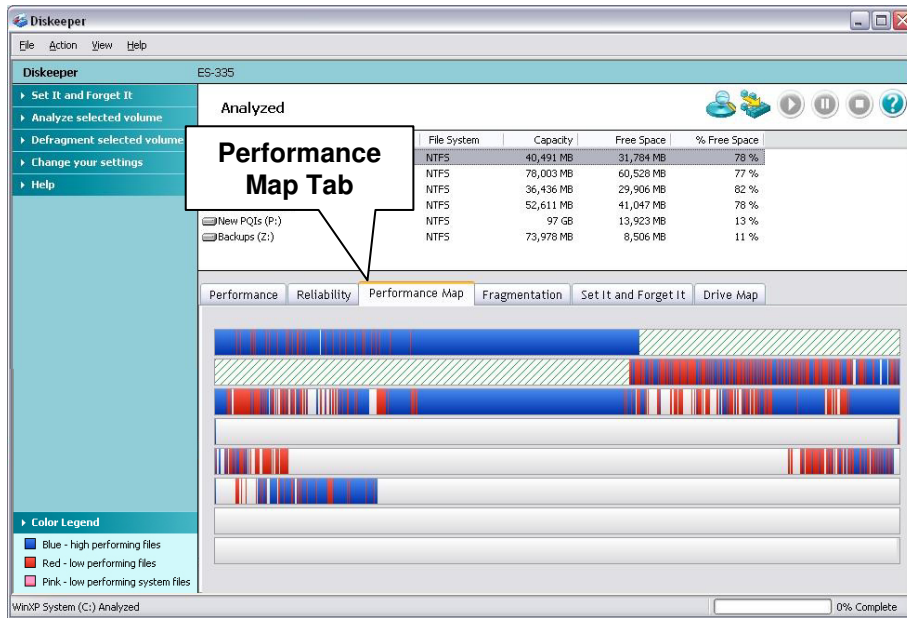 Diskeeper
File Action View Help
Diskeeper ES-335
Set It and Forget It
Analyze selected volume
Defragment selected volume
Change your settings
Help
Analyzed
Performance
Map Tab
File System Capacity Free Space % Free Space
NTFS 40,491 MB 31,784 MB 78 %
NTFS 78,003 MB 60,528 MB 77 %
NTFS 36,436 MB 29,906 MB 82 %
NTFS 52,611 MB 41,047 MB 78 %
New PQIs (P:) NTFS 97 GB 13,923 MB 13 %
Backups (Z:) NTFS 73,978 MB 8,506 MB 11 %
Performance Reliability Performance Map Fragmentation Set It and Forget It Drive Map
Color Legend
Blue - high performing files
Red - low performing files
Pink - low performing system files
WinXP System (C:) Analyzed 0% Complete